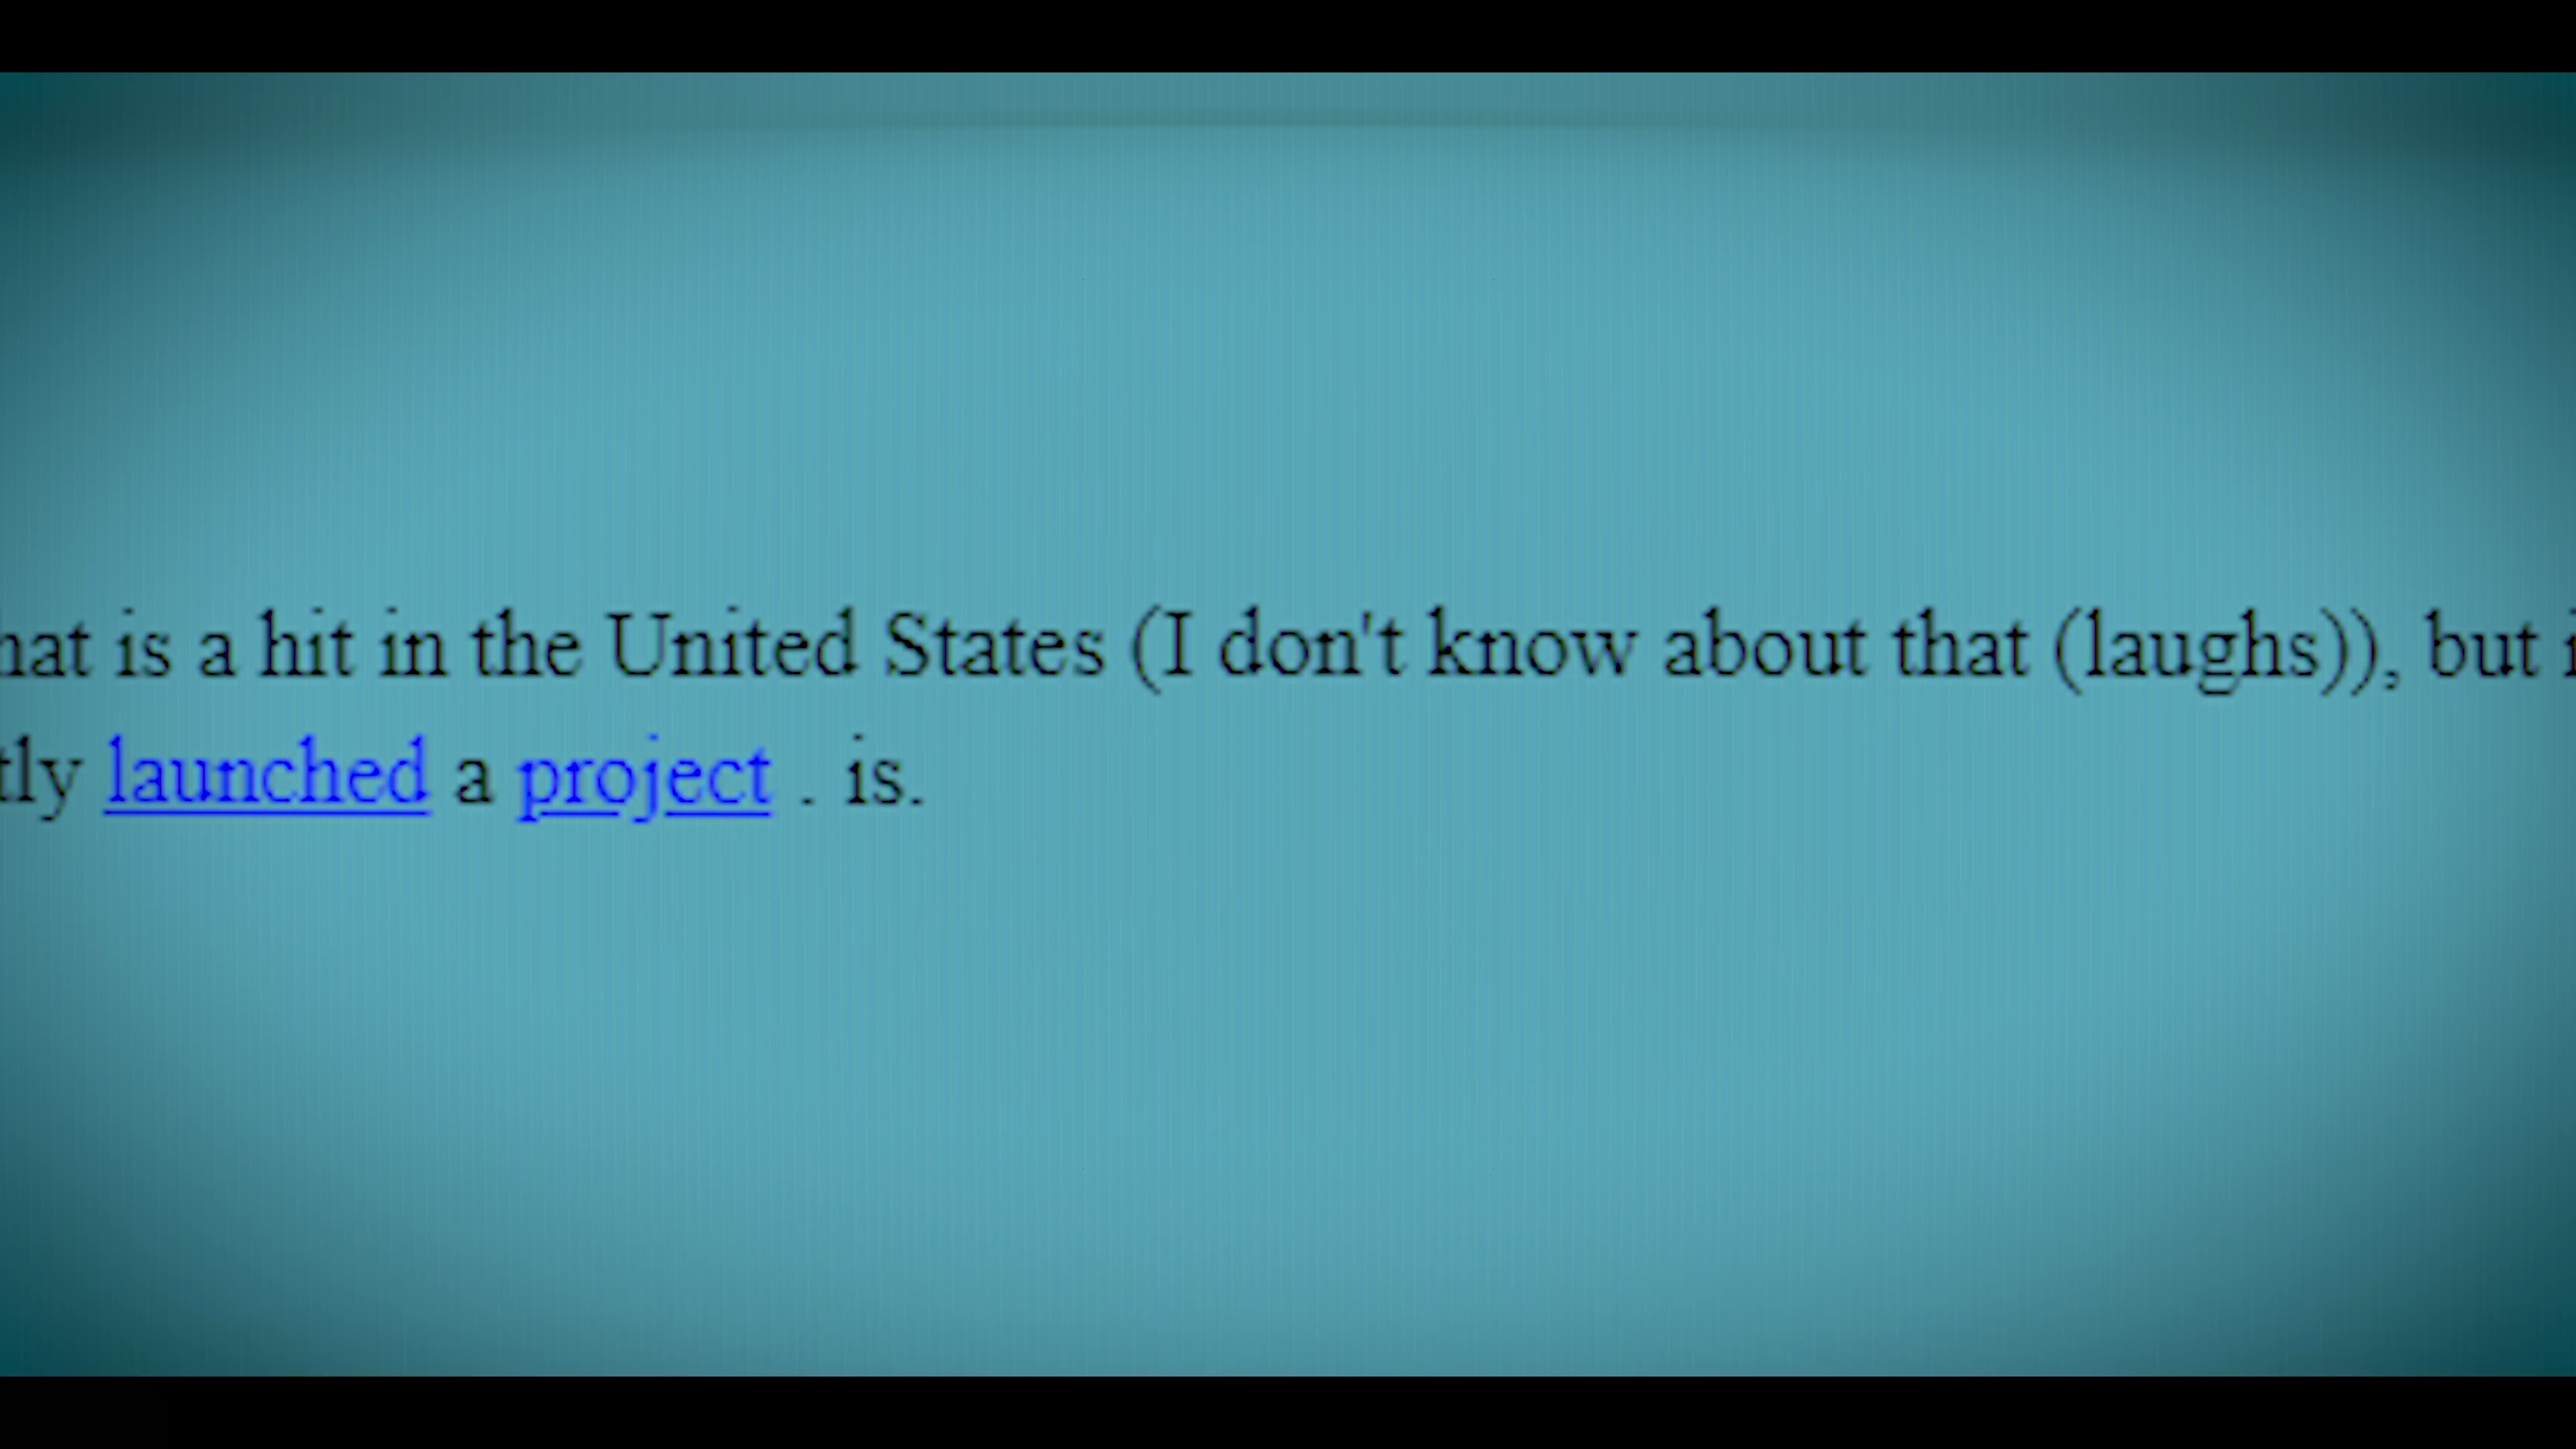 hat is a hit in the United States (I don't know about that (laughs)), but i
tly launched a project . is.